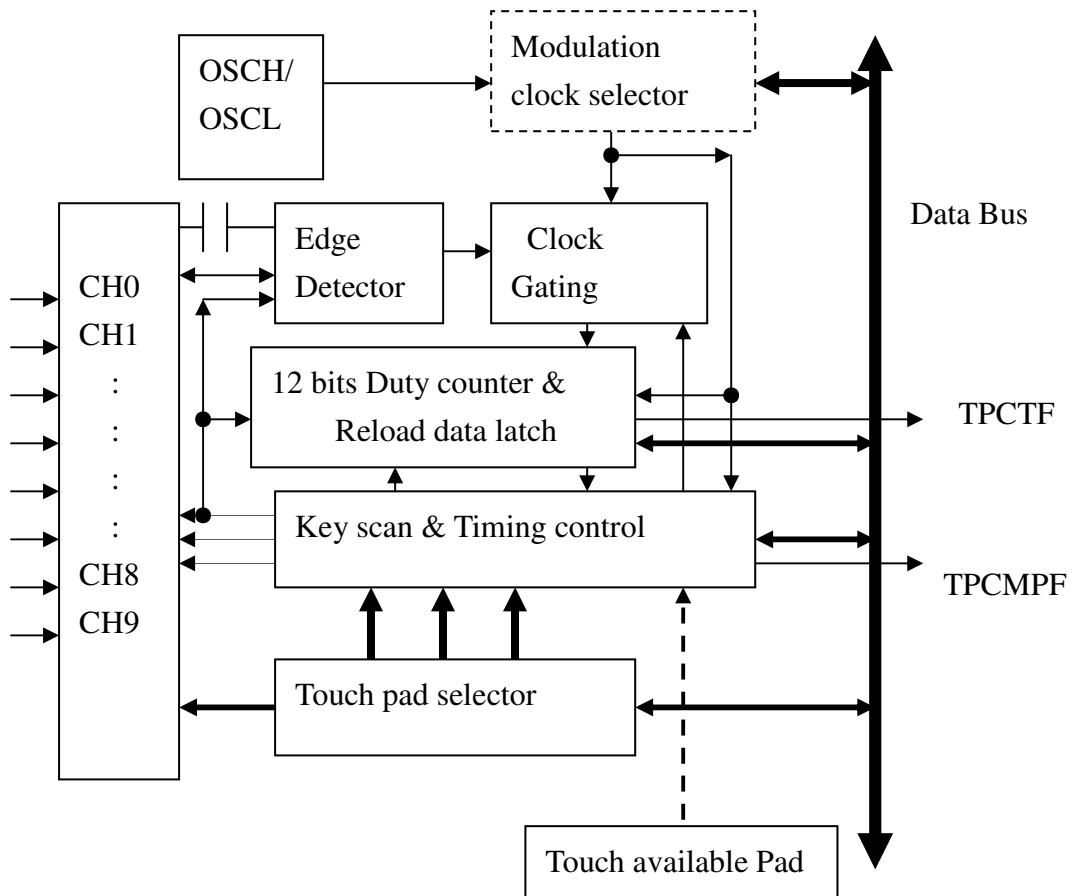 OSCH/
OSCL
Modulation
clock selector
Data Bus
Edge
Detector
Clock
Gating
CH0
CH1
:
:
:
:
CH8
CH9
12 bits Duty counter &
Reload data latch
TPCTF
Key scan & Timing control
TPCMPF
Touch pad selector
Touch available Pad